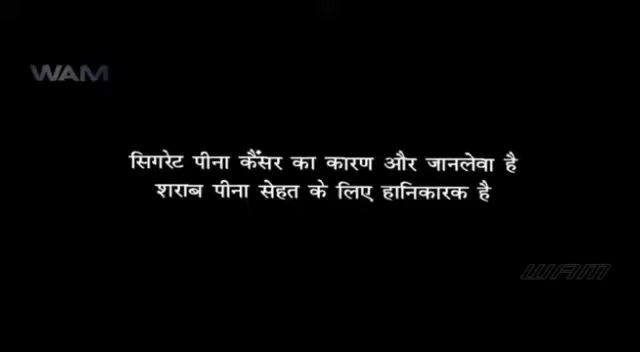 WAM
सिगरेट पीना कैंसर का कारण और जानलेवा है
शराब पीना सेहत के लिए हानिकारक है
WAM